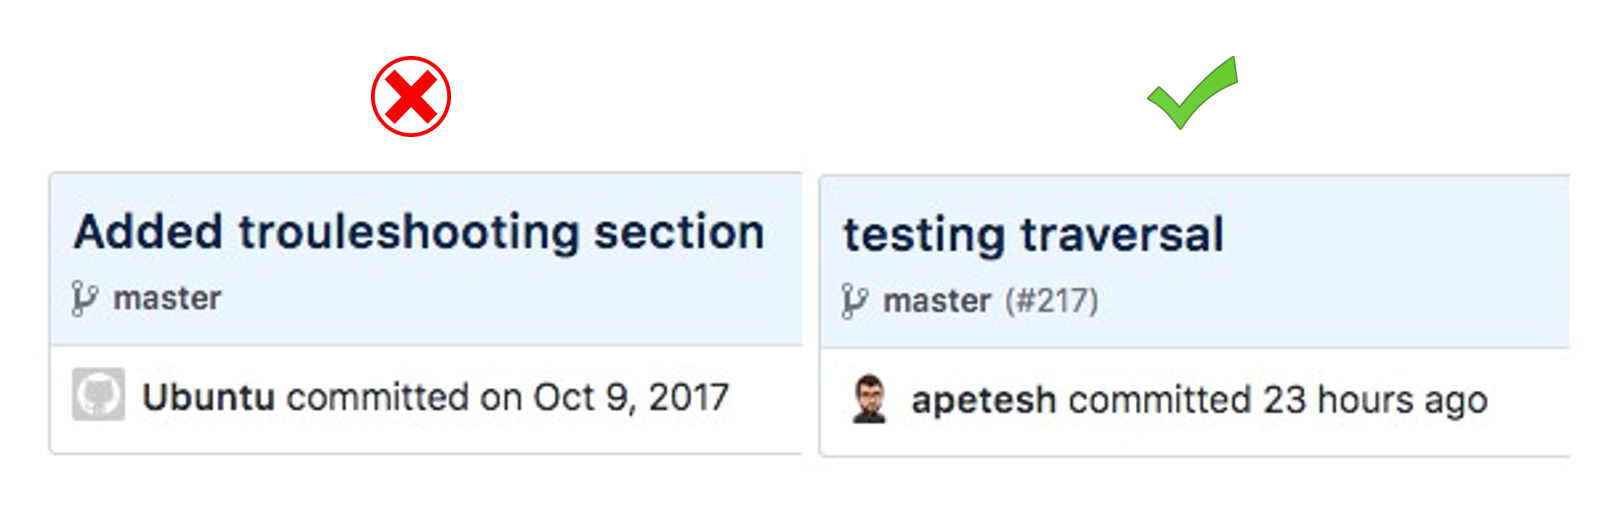 Added trouleshooting section
master
Ubuntu committed on Oct 9, 2017
testing traversal
master (#217)
apetesh committed 23 hours ago